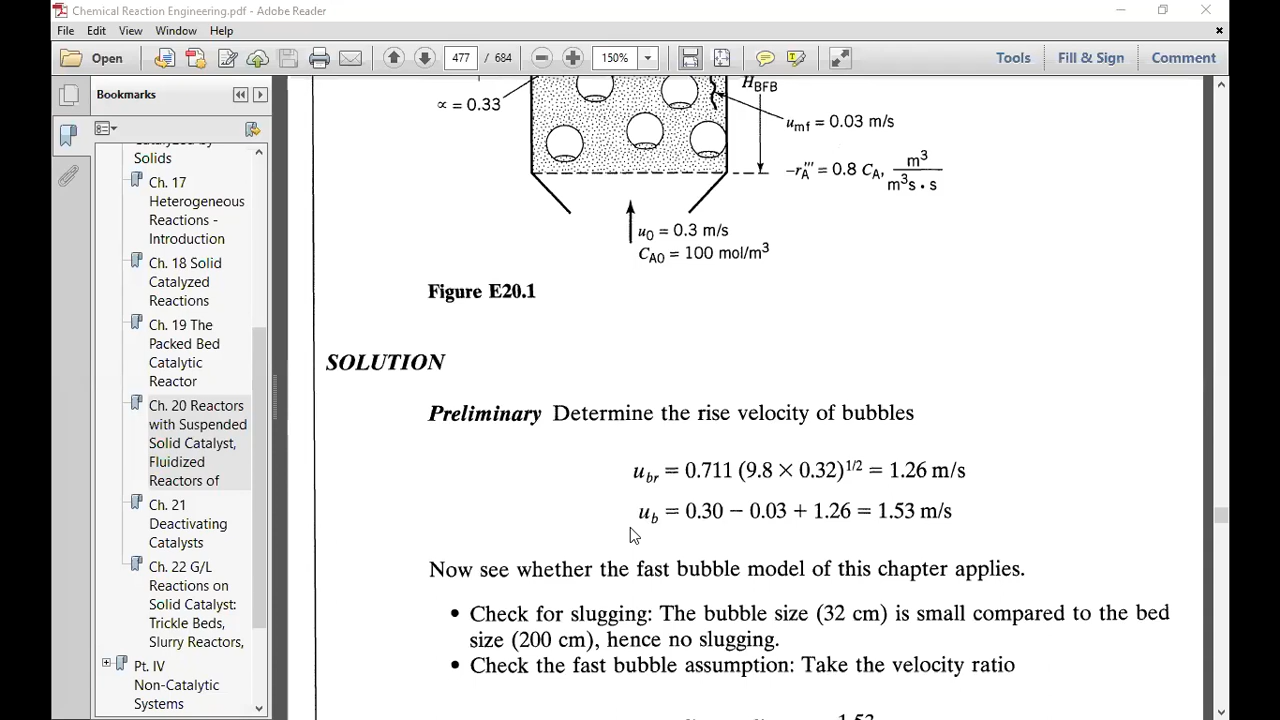 Chemical Reaction Engineering.pdf - Adobe Reader
File Edit View Window Help
Open 477 / 684 150% Tools Fill & Sign Comment
Bookmarks
Solids
Ch. 17
Heterogeneous
Reactions -
Introduction
Ch. 18 Solid
Catalyzed
Reactions
Ch. 19 The
Packed Bed
Catalytic
Reactor
Ch. 20 Reactors
with Suspended
Solid Catalyst,
Fluidized
Reactors of
Ch. 21
Deactivating
Catalysts
Ch. 22 G/L
Reactions on
Solid Catalyst:
Trickle Beds,
Slurry Reactors,
Pt. IV
Non-Catalytic
Systems
H_BFB
∝ = 0.33
u_mf = 0.03 m/s
−r_A''' = 0.8 C_A, m³/m³s · s
u₀ = 0.3 m/s
C_A0 = 100 mol/m³
Figure E20.1
SOLUTION
Preliminary Determine the rise velocity of bubbles
u_br = 0.711 (9.8 × 0.32)^1/2 = 1.26 m/s
u_b = 0.30 − 0.03 + 1.26 = 1.53 m/s
Now see whether the fast bubble model of this chapter applies.
• Check for slugging: The bubble size (32 cm) is small compared to the bed
size (200 cm), hence no slugging.
• Check the fast bubble assumption: Take the velocity ratio